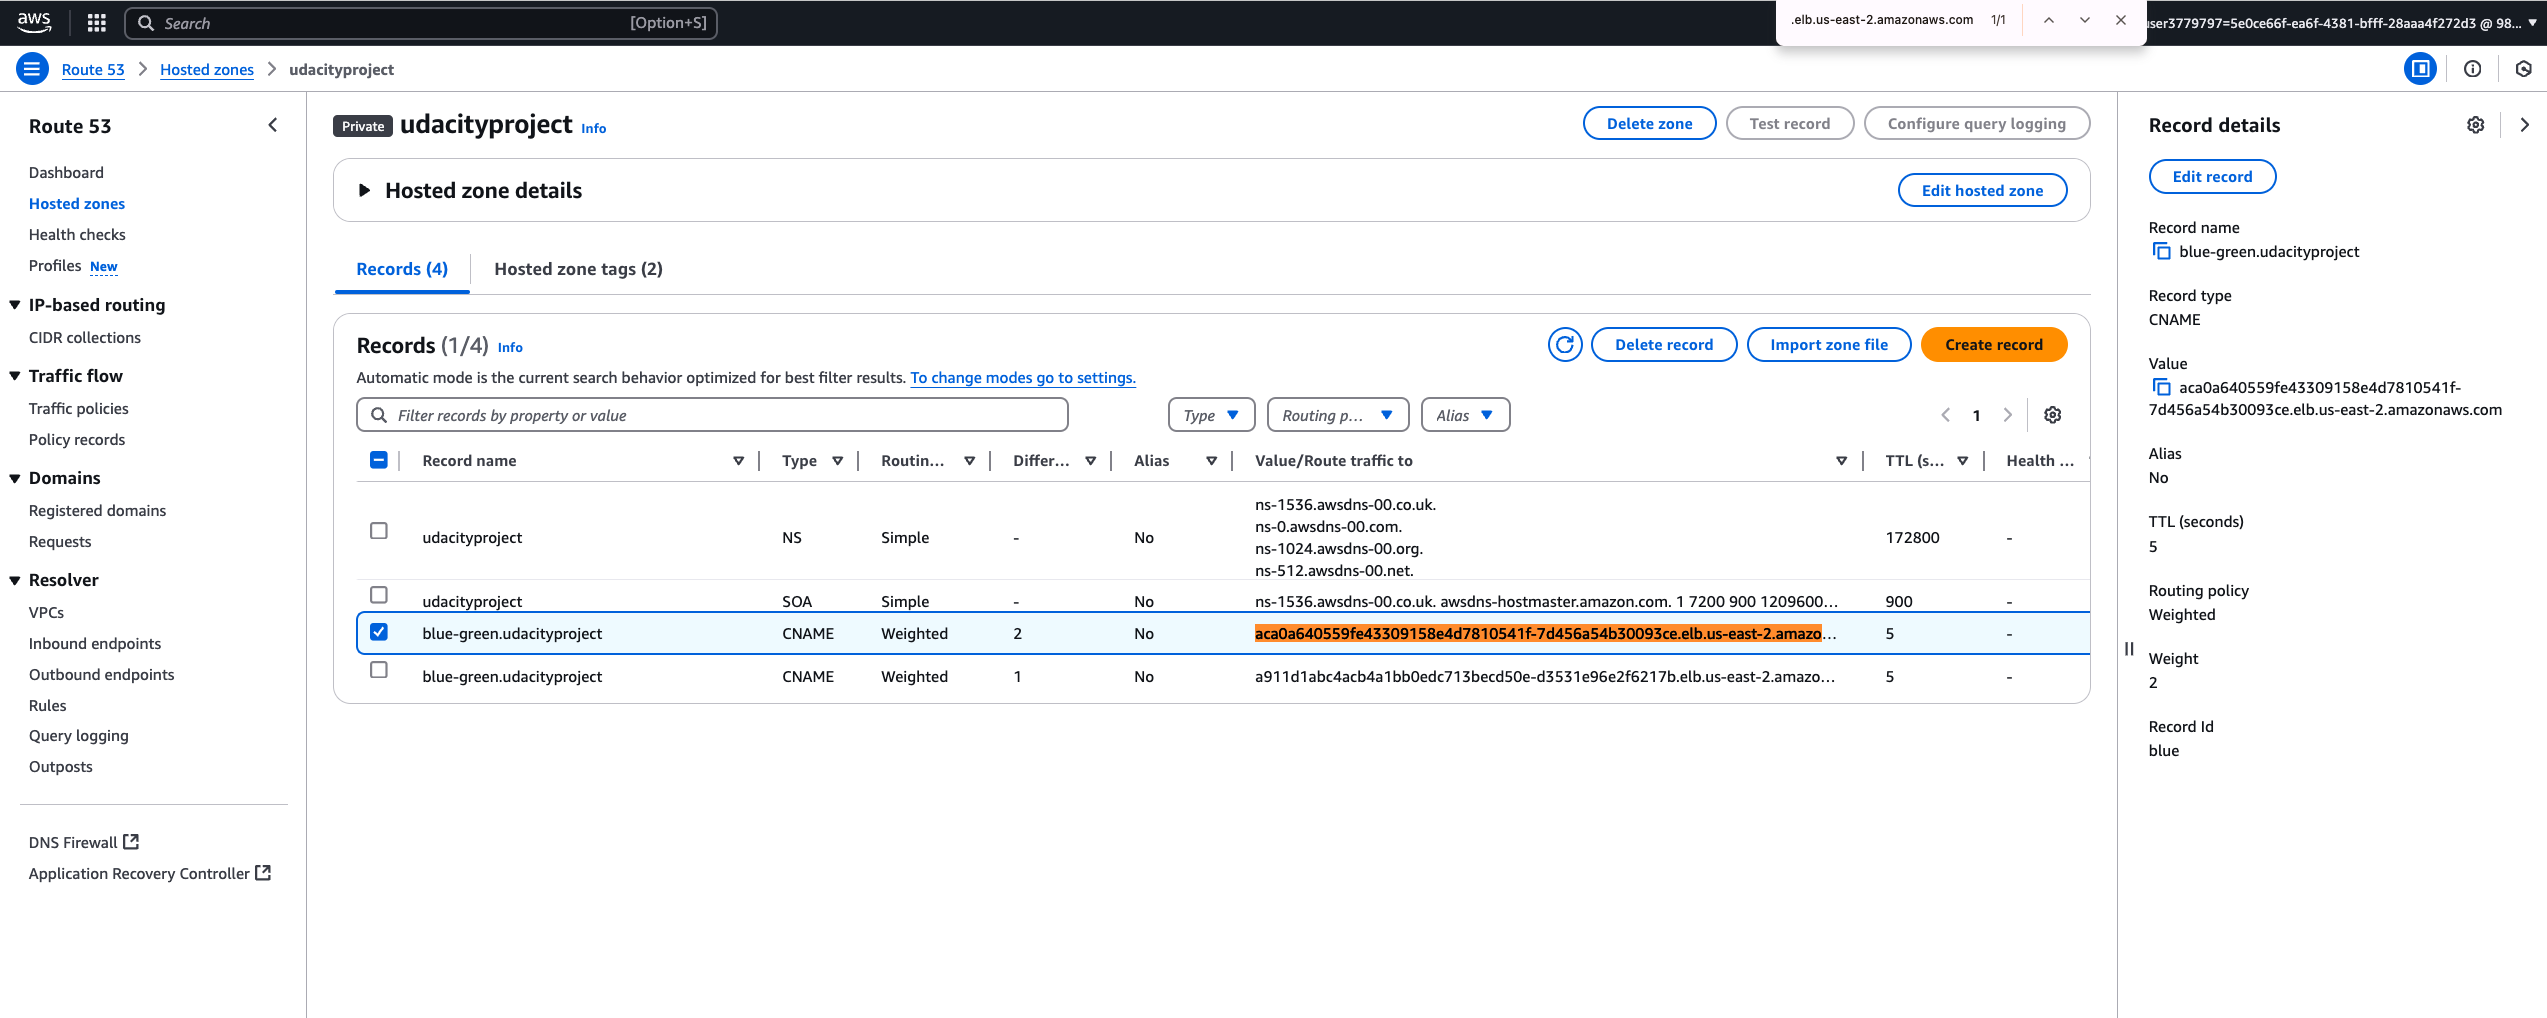 aws
Search
[Option+S]
.elb.us-east-2.amazonaws.com 1/1
user3779797=5e0ce66f-ea6f-4381-bfff-28aaa4f272d3 @ 98...
Route 53
Hosted zones
udacityproject
Route 53
Dashboard
Hosted zones
Health checks
Profiles New
IP-based routing
CIDR collections
Traffic flow
Traffic policies
Policy records
Domains
Registered domains
Requests
Resolver
VPCs
Inbound endpoints
Outbound endpoints
Rules
Query logging
Outposts
DNS Firewall
Application Recovery Controller
Private udacityproject Info
Delete zone
Test record
Configure query logging
Hosted zone details
Edit hosted zone
Records (4)
Hosted zone tags (2)
Records (1/4) Info
Delete record
Import zone file
Create record
Automatic mode is the current search behavior optimized for best filter results. To change modes go to settings.
Filter records by property or value
Type
Routing p...
Alias
1
Record name Type Routin... Differ... Alias Value/Route traffic to TTL (s... Health ...
ns-1536.awsdns-00.co.uk.
ns-0.awsdns-00.com.
udacityproject NS Simple - No 172800 -
ns-1024.awsdns-00.org.
ns-512.awsdns-00.net.
udacityproject SOA Simple - No ns-1536.awsdns-00.co.uk. awsdns-hostmaster.amazon.com. 1 7200 900 1209600... 900 -
blue-green.udacityproject CNAME Weighted 2 No aca0a640559fe43309158e4d7810541f-7d456a54b30093ce.elb.us-east-2.amazo... 5 -
blue-green.udacityproject CNAME Weighted 1 No a911d1abc4acb4a1bb0edc713becd50e-d3531e96e2f6217b.elb.us-east-2.amazo... 5 -
Record details
Edit record
Record name
blue-green.udacityproject
Record type
CNAME
Value
aca0a640559fe43309158e4d7810541f-
7d456a54b30093ce.elb.us-east-2.amazonaws.com
Alias
No
TTL (seconds)
5
Routing policy
Weighted
Weight
2
Record Id
blue